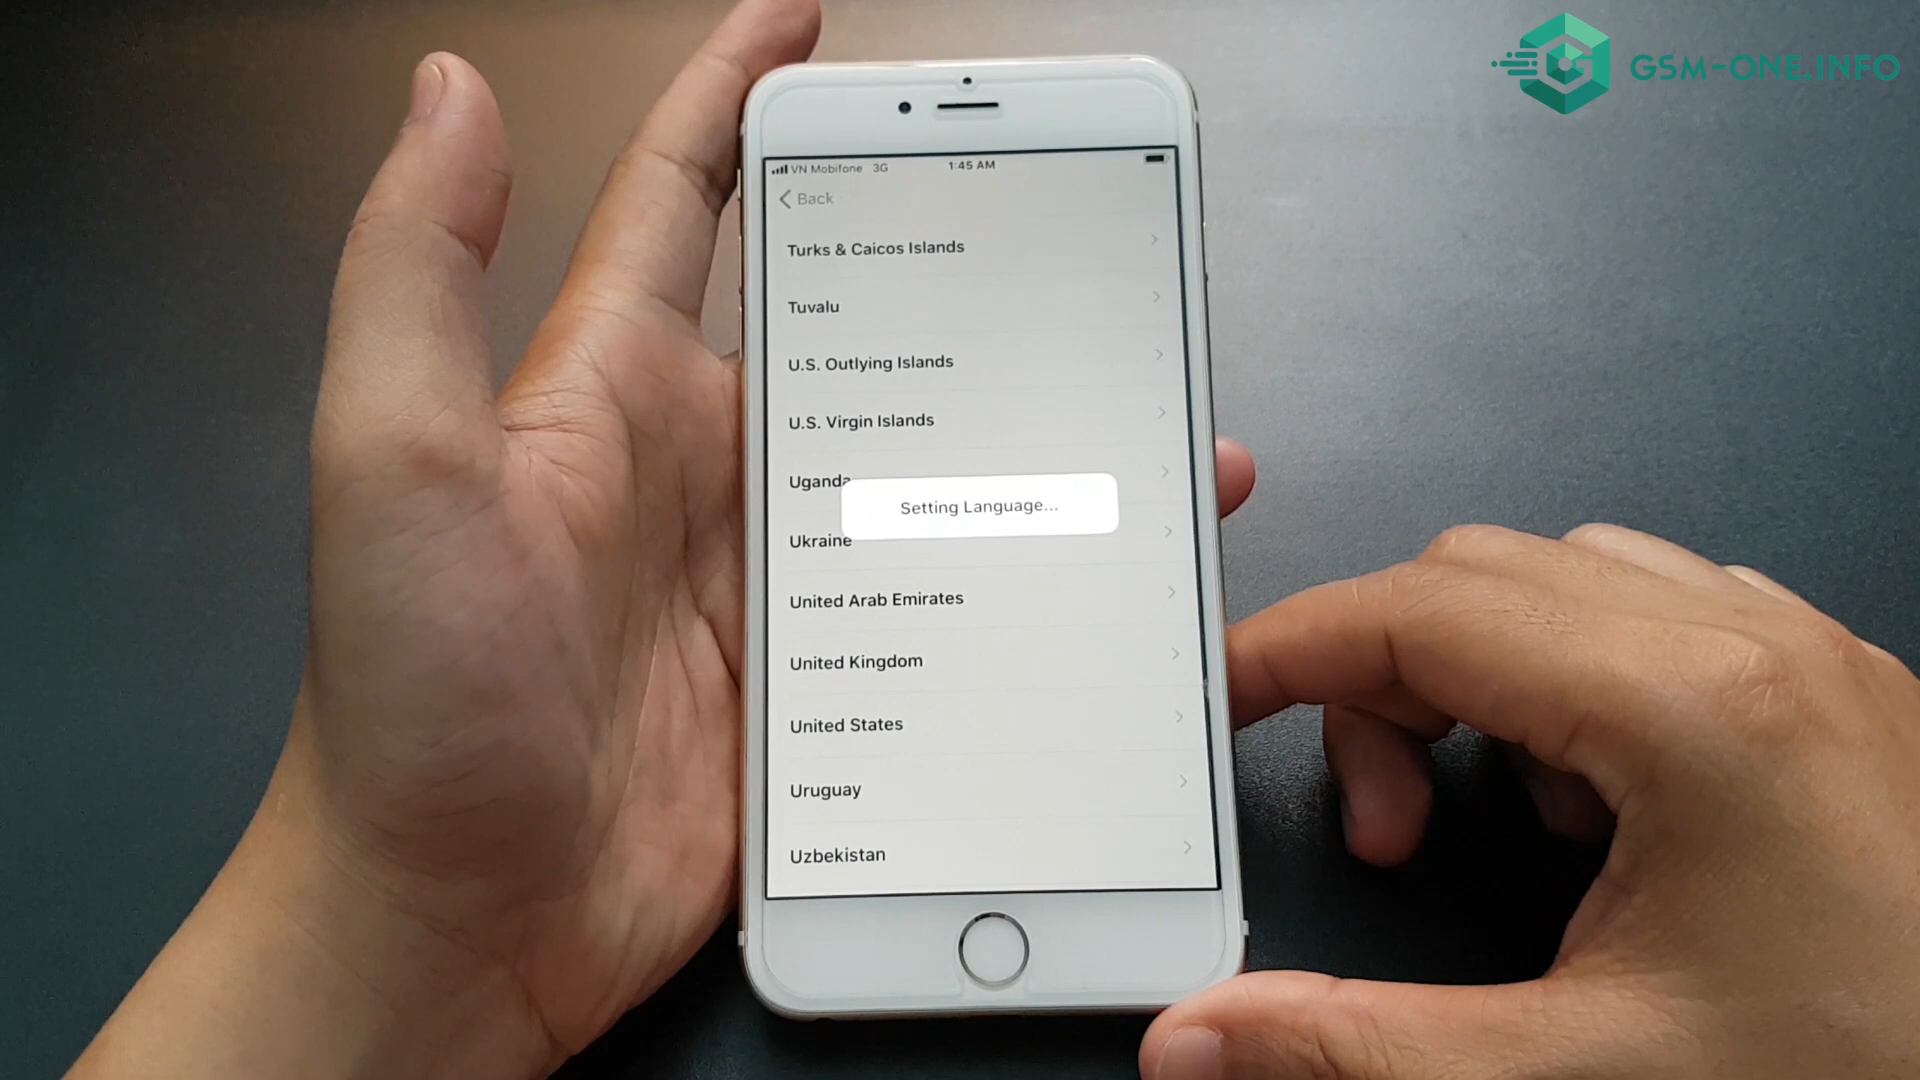 GSM-ONE.INFO
VN Mobifone 3G 1:45 AM
Back
Turks & Caicos Islands
Tuvalu
U.S. Outlying Islands
U.S. Virgin Islands
Uganda
Setting Language...
Ukraine
United Arab Emirates
United Kingdom
United States
Uruguay
Uzbekistan